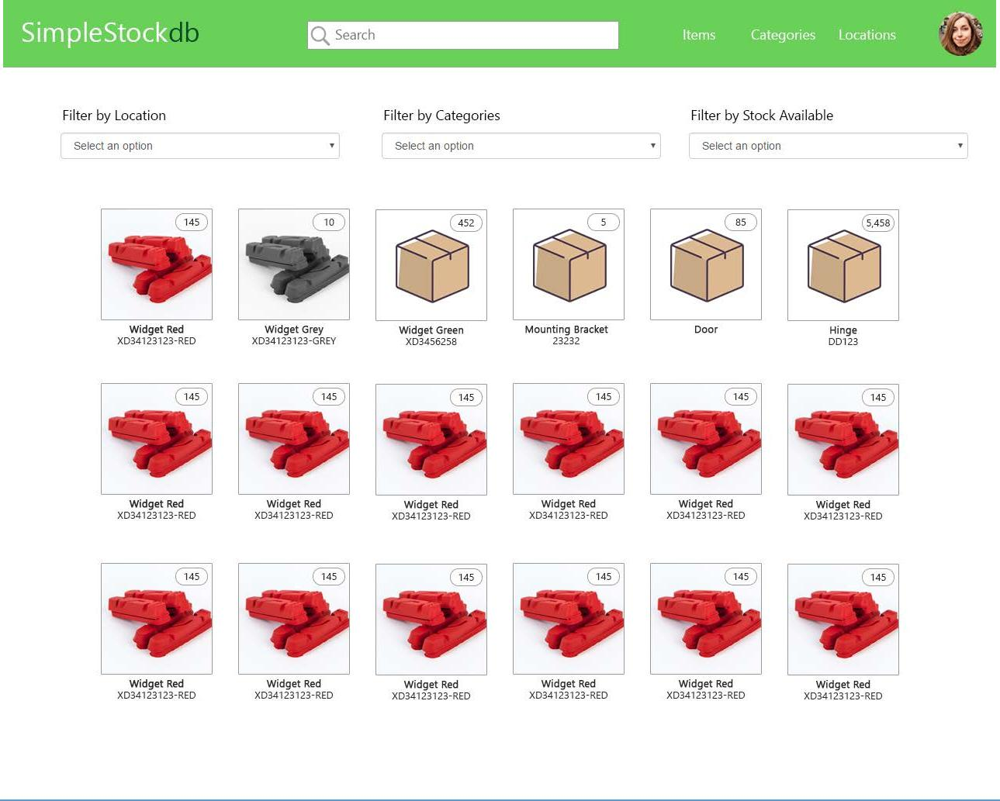 SimpleStockdb
Search
Items Categories Locations
Filter by Location Filter by Categories Filter by Stock Available
Select an option Select an option Select an option
145 10 452 5 85 5,458
Widget Red Widget Grey Widget Green Mounting Bracket Door Hinge
XD34123123-RED XD34123123-GREY XD3456258 23232 DD123
145 145 145 145 145 145
Widget Red Widget Red Widget Red Widget Red Widget Red Widget Red
XD34123123-RED XD34123123-RED XD34123123-RED XD34123123-RED XD34123123-RED XD34123123-RED
145 145 145 145 145 145
Widget Red Widget Red Widget Red Widget Red Widget Red Widget Red
XD34123123-RED XD34123123-RED XD34123123-RED XD34123123-RED XD34123123-RED XD34123123-RED